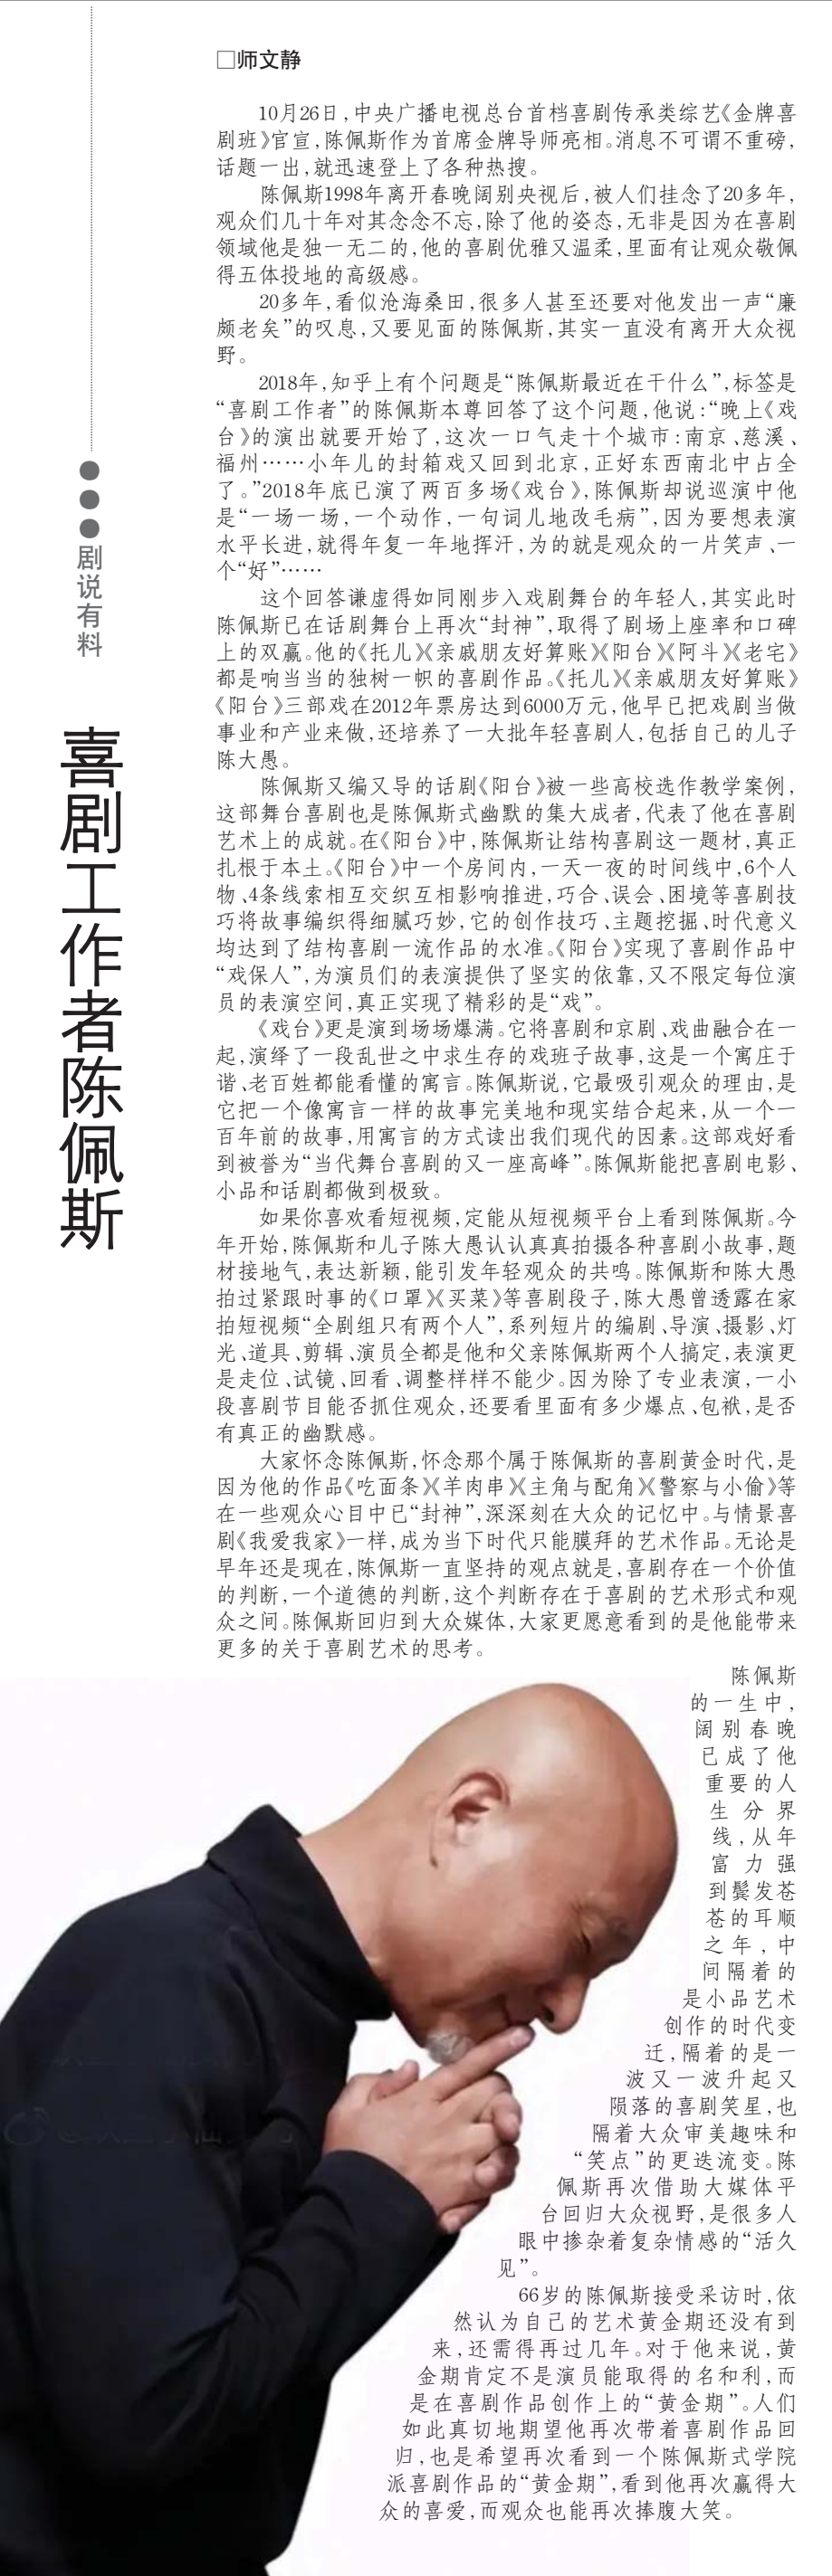 ●●●剧说有料
喜剧工作者陈佩斯
□师文静
10月26日,中央广播电视总台首档喜剧传承类综艺《金牌喜
剧班》官宣,陈佩斯作为首席金牌导师亮相。消息不可谓不重磅,
话题一出,就迅速登上了各种热搜。
陈佩斯1998年离开春晚阔别央视后,被人们挂念了20多年,
观众们几十年对其念念不忘,除了他的姿态,无非是因为在喜剧
领域他是独一无二的,他的喜剧优雅又温柔,里面有让观众敬佩
得五体投地的高级感。
20多年,看似沧海桑田,很多人甚至还要对他发出一声“廉
颇老矣”的叹息,又要见面的陈佩斯,其实一直没有离开大众视
野。
2018年,知乎上有个问题是“陈佩斯最近在干什么”,标签是
“喜剧工作者”的陈佩斯本尊回答了这个问题,他说:“晚上《戏
台》的演出就要开始了,这次一口气走十个城市:南京、慈溪、
福州……小年儿的封箱戏又回到北京,正好东西南北中占全
了。”2018年底已演了两百多场《戏台》,陈佩斯却说巡演中他
是“一场一场,一个动作,一句词儿地改毛病”,因为要想表演
水平长进,就得年复一年地挥汗,为的就是观众的一片笑声、一
个“好”……
这个回答谦虚得如同刚步入戏剧舞台的年轻人,其实此时
陈佩斯已在话剧舞台上再次“封神”,取得了剧场上座率和口碑
上的双赢。他的《托儿》《亲戚朋友好算账》《阳台》《阿斗》《老宅》
都是响当当的独树一帜的喜剧作品。《托儿》《亲戚朋友好算账》
《阳台》三部戏在2012年票房达到6000万元,他早已把戏剧当做
事业和产业来做,还培养了一大批年轻喜剧人,包括自己的儿子
陈大愚。
陈佩斯又编又导的话剧《阳台》被一些高校选作教学案例,
这部舞台喜剧也是陈佩斯式幽默的集大成者,代表了他在喜剧
艺术上的成就。在《阳台》中,陈佩斯让结构喜剧这一题材,真正
扎根于本土。《阳台》中一个房间内,一天一夜的时间线中,6个人
物、4条线索相互交织互相影响推进,巧合、误会、困境等喜剧技
巧将故事编织得细腻巧妙,它的创作技巧、主题挖掘、时代意义
均达到了结构喜剧一流作品的水准。《阳台》实现了喜剧作品中
“戏保人”,为演员们的表演提供了坚实的依靠,又不限定每位演
员的表演空间,真正实现了精彩的是“戏”。
《戏台》更是演到场场爆满。它将喜剧和京剧、戏曲融合在一
起,演绎了一段乱世之中求生存的戏班子故事,这是一个寓庄于
谐、老百姓都能看懂的寓言。陈佩斯说,它最吸引观众的理由,是
它把一个像寓言一样的故事完美地和现实结合起来,从一个一
百年前的故事,用寓言的方式读出我们现代的因素。这部戏好看
到被誉为“当代舞台喜剧的又一座高峰”。陈佩斯能把喜剧电影、
小品和话剧都做到极致。
如果你喜欢看短视频,定能从短视频平台上看到陈佩斯。今
年开始,陈佩斯和儿子陈大愚认认真真拍摄各种喜剧小故事,题
材接地气,表达新颖,能引发年轻观众的共鸣。陈佩斯和陈大愚
拍过紧跟时事的《口罩》《买菜》等喜剧段子,陈大愚曾透露在家
拍短视频“全剧组只有两个人”,系列短片的编剧、导演、摄影、灯
光、道具、剪辑、演员全都是他和父亲陈佩斯两个人搞定,表演更
是走位、试镜、回看、调整样样不能少。因为除了专业表演,一小
段喜剧节目能否抓住观众,还要看里面有多少爆点、包袱,是否
有真正的幽默感。
大家怀念陈佩斯,怀念那个属于陈佩斯的喜剧黄金时代,是
因为他的作品《吃面条》《羊肉串》《主角与配角》《警察与小偷》等
在一些观众心目中已“封神”,深深刻在大众的记忆中。与情景喜
剧《我爱我家》一样,成为当下时代只能膜拜的艺术作品。无论是
早年还是现在,陈佩斯一直坚持的观点就是,喜剧存在一个价值
的判断,一个道德的判断,这个判断存在于喜剧的艺术形式和观
众之间。陈佩斯回归到大众媒体,大家更愿意看到的是他能带来
更多的关于喜剧艺术的思考。
陈佩斯
的一生中,
阔别春晚
已成了他
重要的人
生分界
线,从年
富力强
到鬓发苍
苍的耳顺
之年,中
间隔着的
是小品艺术
创作的时代变
迁,隔着的是一
波又一波升起又
陨落的喜剧笑星,也
隔着大众审美趣味和
“笑点”的更迭流变。陈
佩斯再次借助大媒体平
台回归大众视野,是很多人
眼中掺杂着复杂情感的“活久
见”。
66岁的陈佩斯接受采访时,依
然认为自己的艺术黄金期还没有到
来,还需得再过几年。对于他来说,黄
金期肯定不是演员能取得的名和利,而
是在喜剧作品创作上的“黄金期”。人们
如此真切地期望他再次带着喜剧作品回
归,也是希望再次看到一个陈佩斯式学院
派喜剧作品的“黄金期”,看到他再次赢得大
众的喜爱,而观众也能再次捧腹大笑。